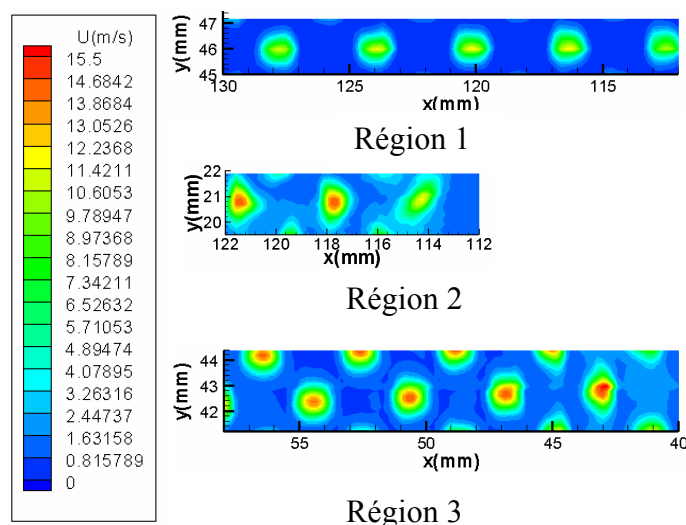 U(m/s)
15.5
14.6842
13.8684
13.0526
12.2368
11.4211
10.6053
9.78947
8.97368
8.15789
7.34211
6.52632
5.71053
4.89474
4.07895
3.26316
2.44737
1.63158
0.815789
0
y(mm)
47
46
45
130 125 120 115
x(mm)
Région 1
y(mm)
22
21
20
122 120 118 116 114 112
x(mm)
Région 2
y(mm)
44
43
42
55 50 45 40
x(mm)
Région 3